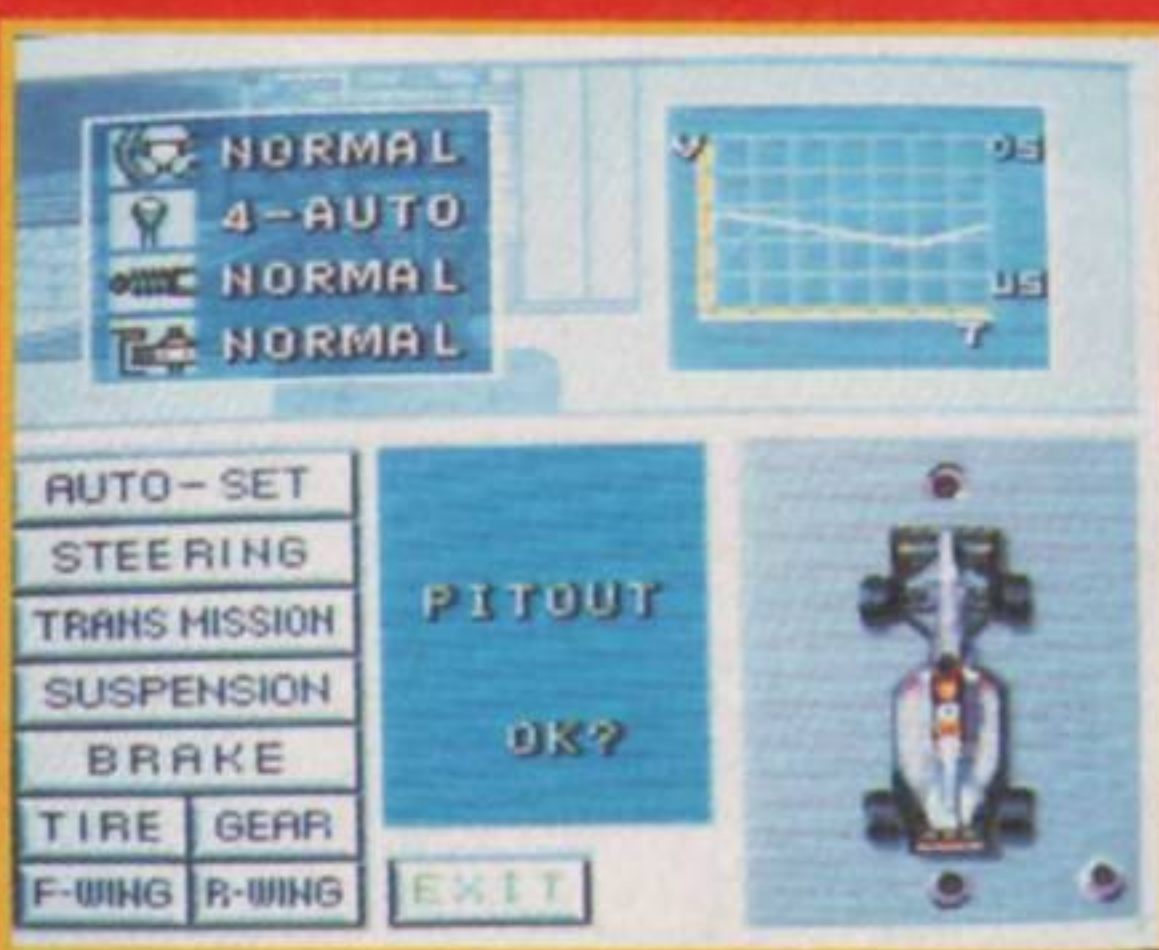 NORMAL
4-AUTO
NORMAL
NORMAL
V
OS
US
T
AUTO-SET
STEERING
TRANSMISSION
SUSPENSION
BRAKE
TIRE GEAR
F-WING R-WING
PITOUT
OK?
EXIT